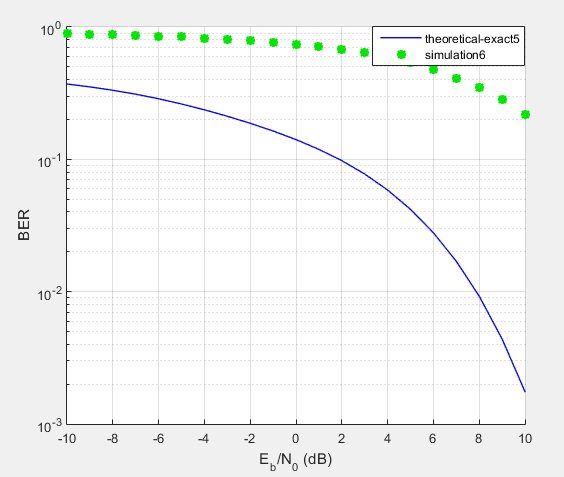 theoretical-exact5
simulation6
10^0
10^-1
10^-2
10^-3
BER
-10 -8 -6 -4 -2 0 2 4 6 8 10
E_b/N_0 (dB)